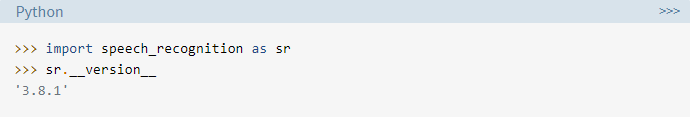 Python >>>
>>> import speech_recognition as sr
>>> sr.__version__
'3.8.1'